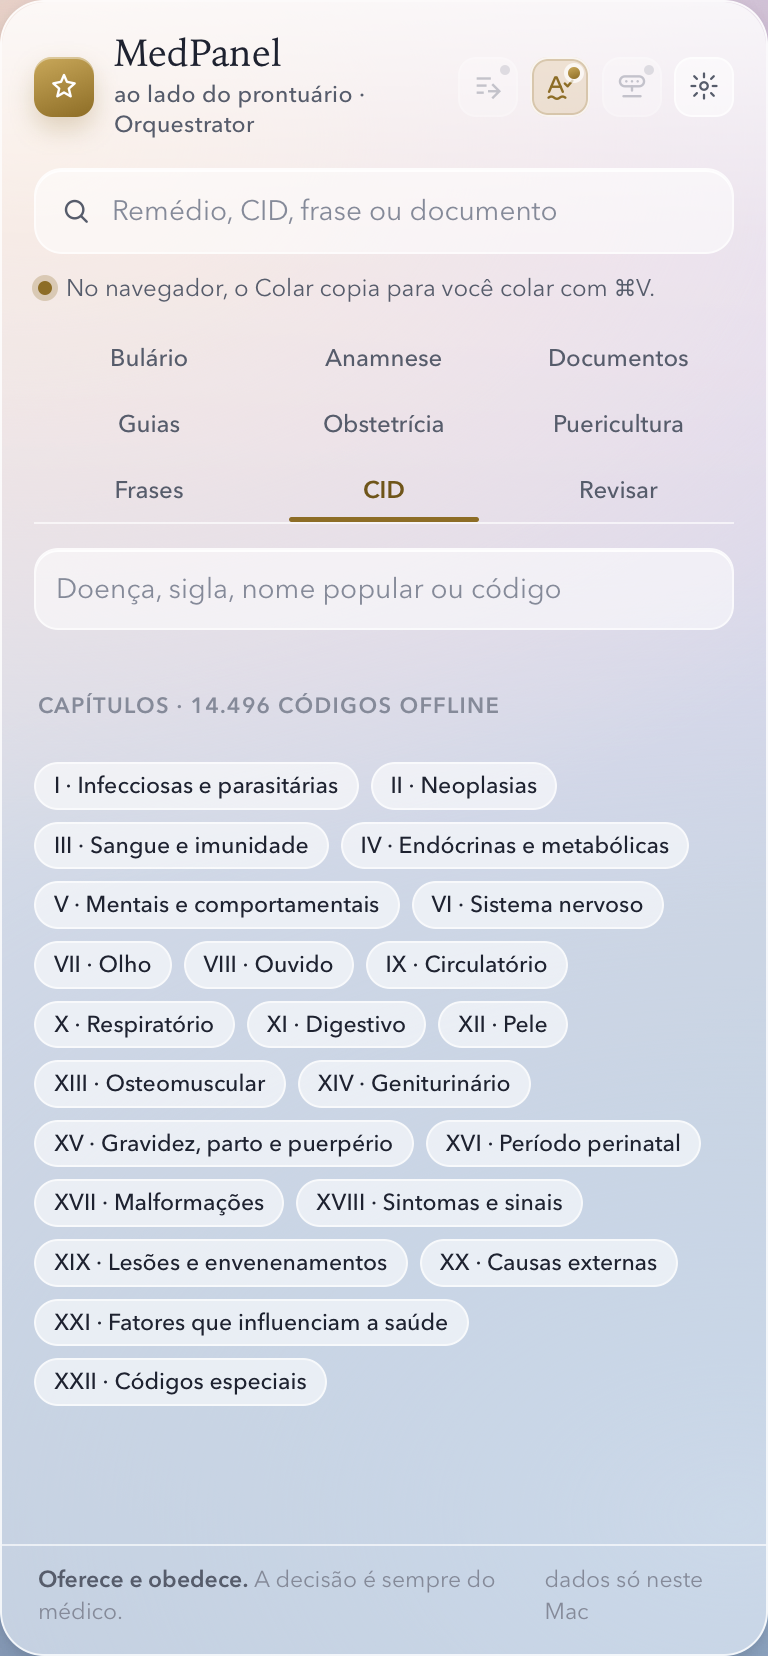 MedPanel
ao lado do prontuário ·
Orquestrator
Remédio, CID, frase ou documento
No navegador, o Colar copia para você colar com ⌘V.
Bulário Anamnese Documentos
Guias Obstetrícia Puericultura
Frases CID Revisar
Doença, sigla, nome popular ou código
CAPÍTULOS · 14.496 CÓDIGOS OFFLINE
I · Infecciosas e parasitárias II · Neoplasias
III · Sangue e imunidade IV · Endócrinas e metabólicas
V · Mentais e comportamentais VI · Sistema nervoso
VII · Olho VIII · Ouvido IX · Circulatório
X · Respiratório XI · Digestivo XII · Pele
XIII · Osteomuscular XIV · Geniturinário
XV · Gravidez, parto e puerpério XVI · Período perinatal
XVII · Malformações XVIII · Sintomas e sinais
XIX · Lesões e envenenamentos XX · Causas externas
XXI · Fatores que influenciam a saúde
XXII · Códigos especiais
Oferece e obedece. A decisão é sempre do
médico.
dados só neste
Mac